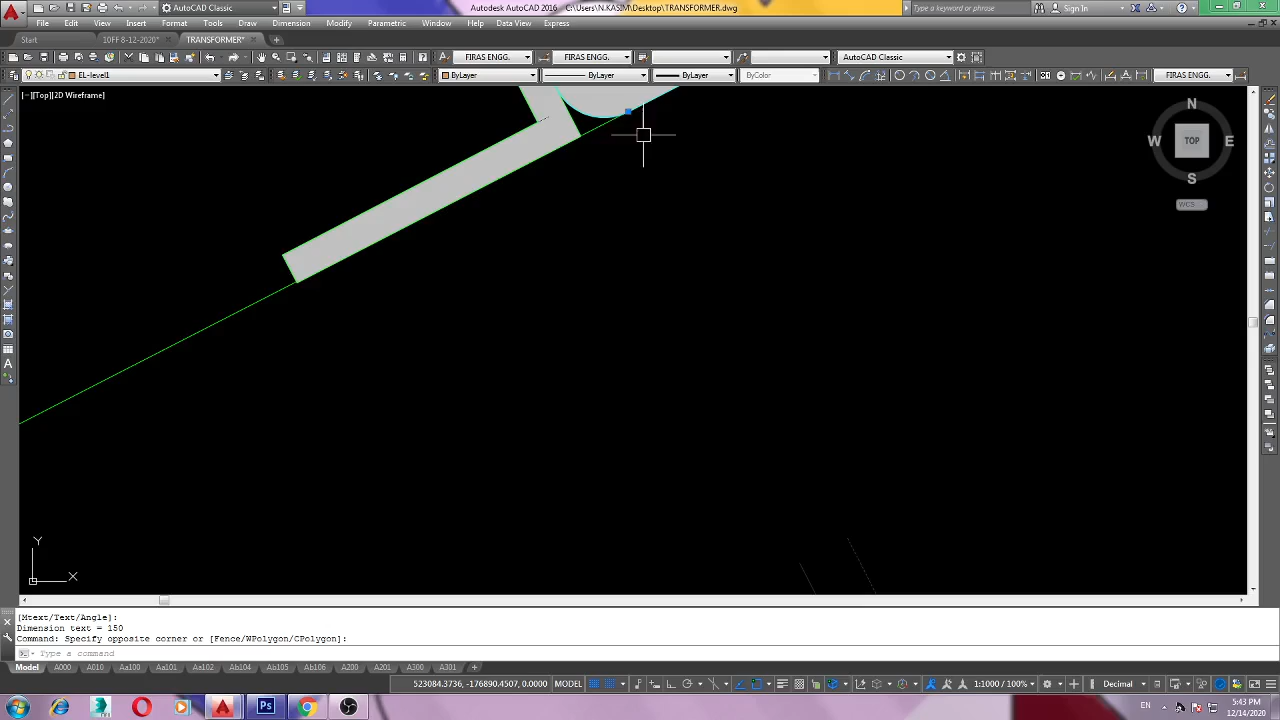 Autodesk AutoCAD 2016 C:\Users\N.KASIM\Desktop\TRANSFORMER.dwg
AutoCAD Classic
Type a keyword or phrase
Sign In
File Edit View Insert Format Tools Draw Dimension Modify Parametric Window Help Data View Express
Start 10FF 8-12-2020* TRANSFORMER*
FIRAS ENGG. FIRAS ENGG. AutoCAD Classic
EL-level1 ByLayer ByLayer ByLayer ByColor FIRAS ENGG.
[-][Top][2D Wireframe]
N
W TOP E
S
WCS
Y
X
[Mtext/Text/Angle]:
Dimension text = 150
Command: Specify opposite corner or [Fence/WPolygon/CPolygon]:
Type a command
Model A000 A010 Aa100 Aa101 Aa102 Ab104 Ab105 Ab106 A200 A201 A300 A301
523084.3736, -176890.4507, 0.0000 MODEL 1:1000 / 100% Decimal
EN 5:43 PM
12/14/2020